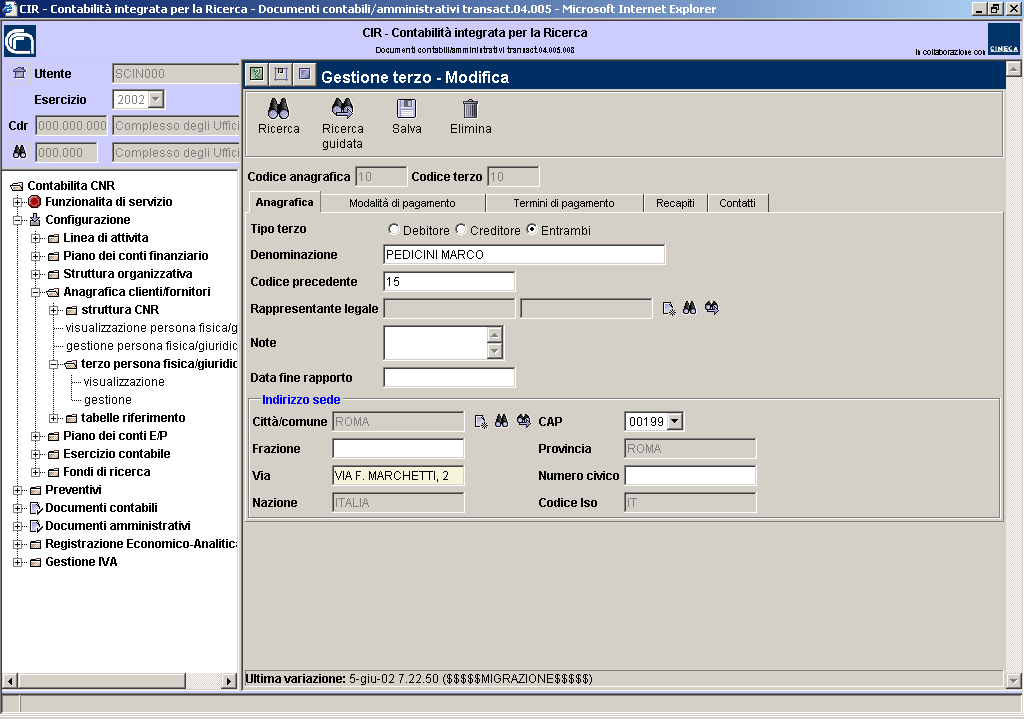 CIR - Contabilità integrata per la Ricerca - Documenti contabili/amministrativi transact.04.005 - Microsoft Internet Explorer
CIR - Contabilità integrata per la Ricerca
Documenti contabili/amministrativi transact.04.005.008
In collaborazione con
CINECA
Utente SCIN000
Esercizio 2002
Cdr 000.000.000 Complesso degli Uffici
000.000 Complesso degli Uffici
Contabilita CNR
Funzionalita di servizio
Configurazione
Linea di attivita
Piano dei conti finanziario
Struttura organizzativa
Anagrafica clienti/fornitori
struttura CNR
visualizzazione persona fisica/g
gestione persona fisica/giuridic
terzo persona fisica/giuridic
visualizzazione
gestione
tabelle riferimento
Piano dei conti E/P
Esercizio contabile
Fondi di ricerca
Preventivi
Documenti contabili
Documenti amministrativi
Registrazione Economico-Analitica
Gestione IVA
Gestione terzo - Modifica
Ricerca
Ricerca guidata
Salva
Elimina
Codice anagrafica 10 Codice terzo 10
Anagrafica Modalità di pagamento Termini di pagamento Recapiti Contatti
Tipo terzo Debitore Creditore Entrambi
Denominazione PEDICINI MARCO
Codice precedente 15
Rappresentante legale
Note
Data fine rapporto
Indirizzo sede
Città/comune ROMA CAP 00199
Frazione Provincia ROMA
Via VIA F. MARCHETTI, 2 Numero civico
Nazione ITALIA Codice Iso IT
Ultima variazione: 5-giu-02 7.22.50 ($$$$$MIGRAZIONE$$$$$)